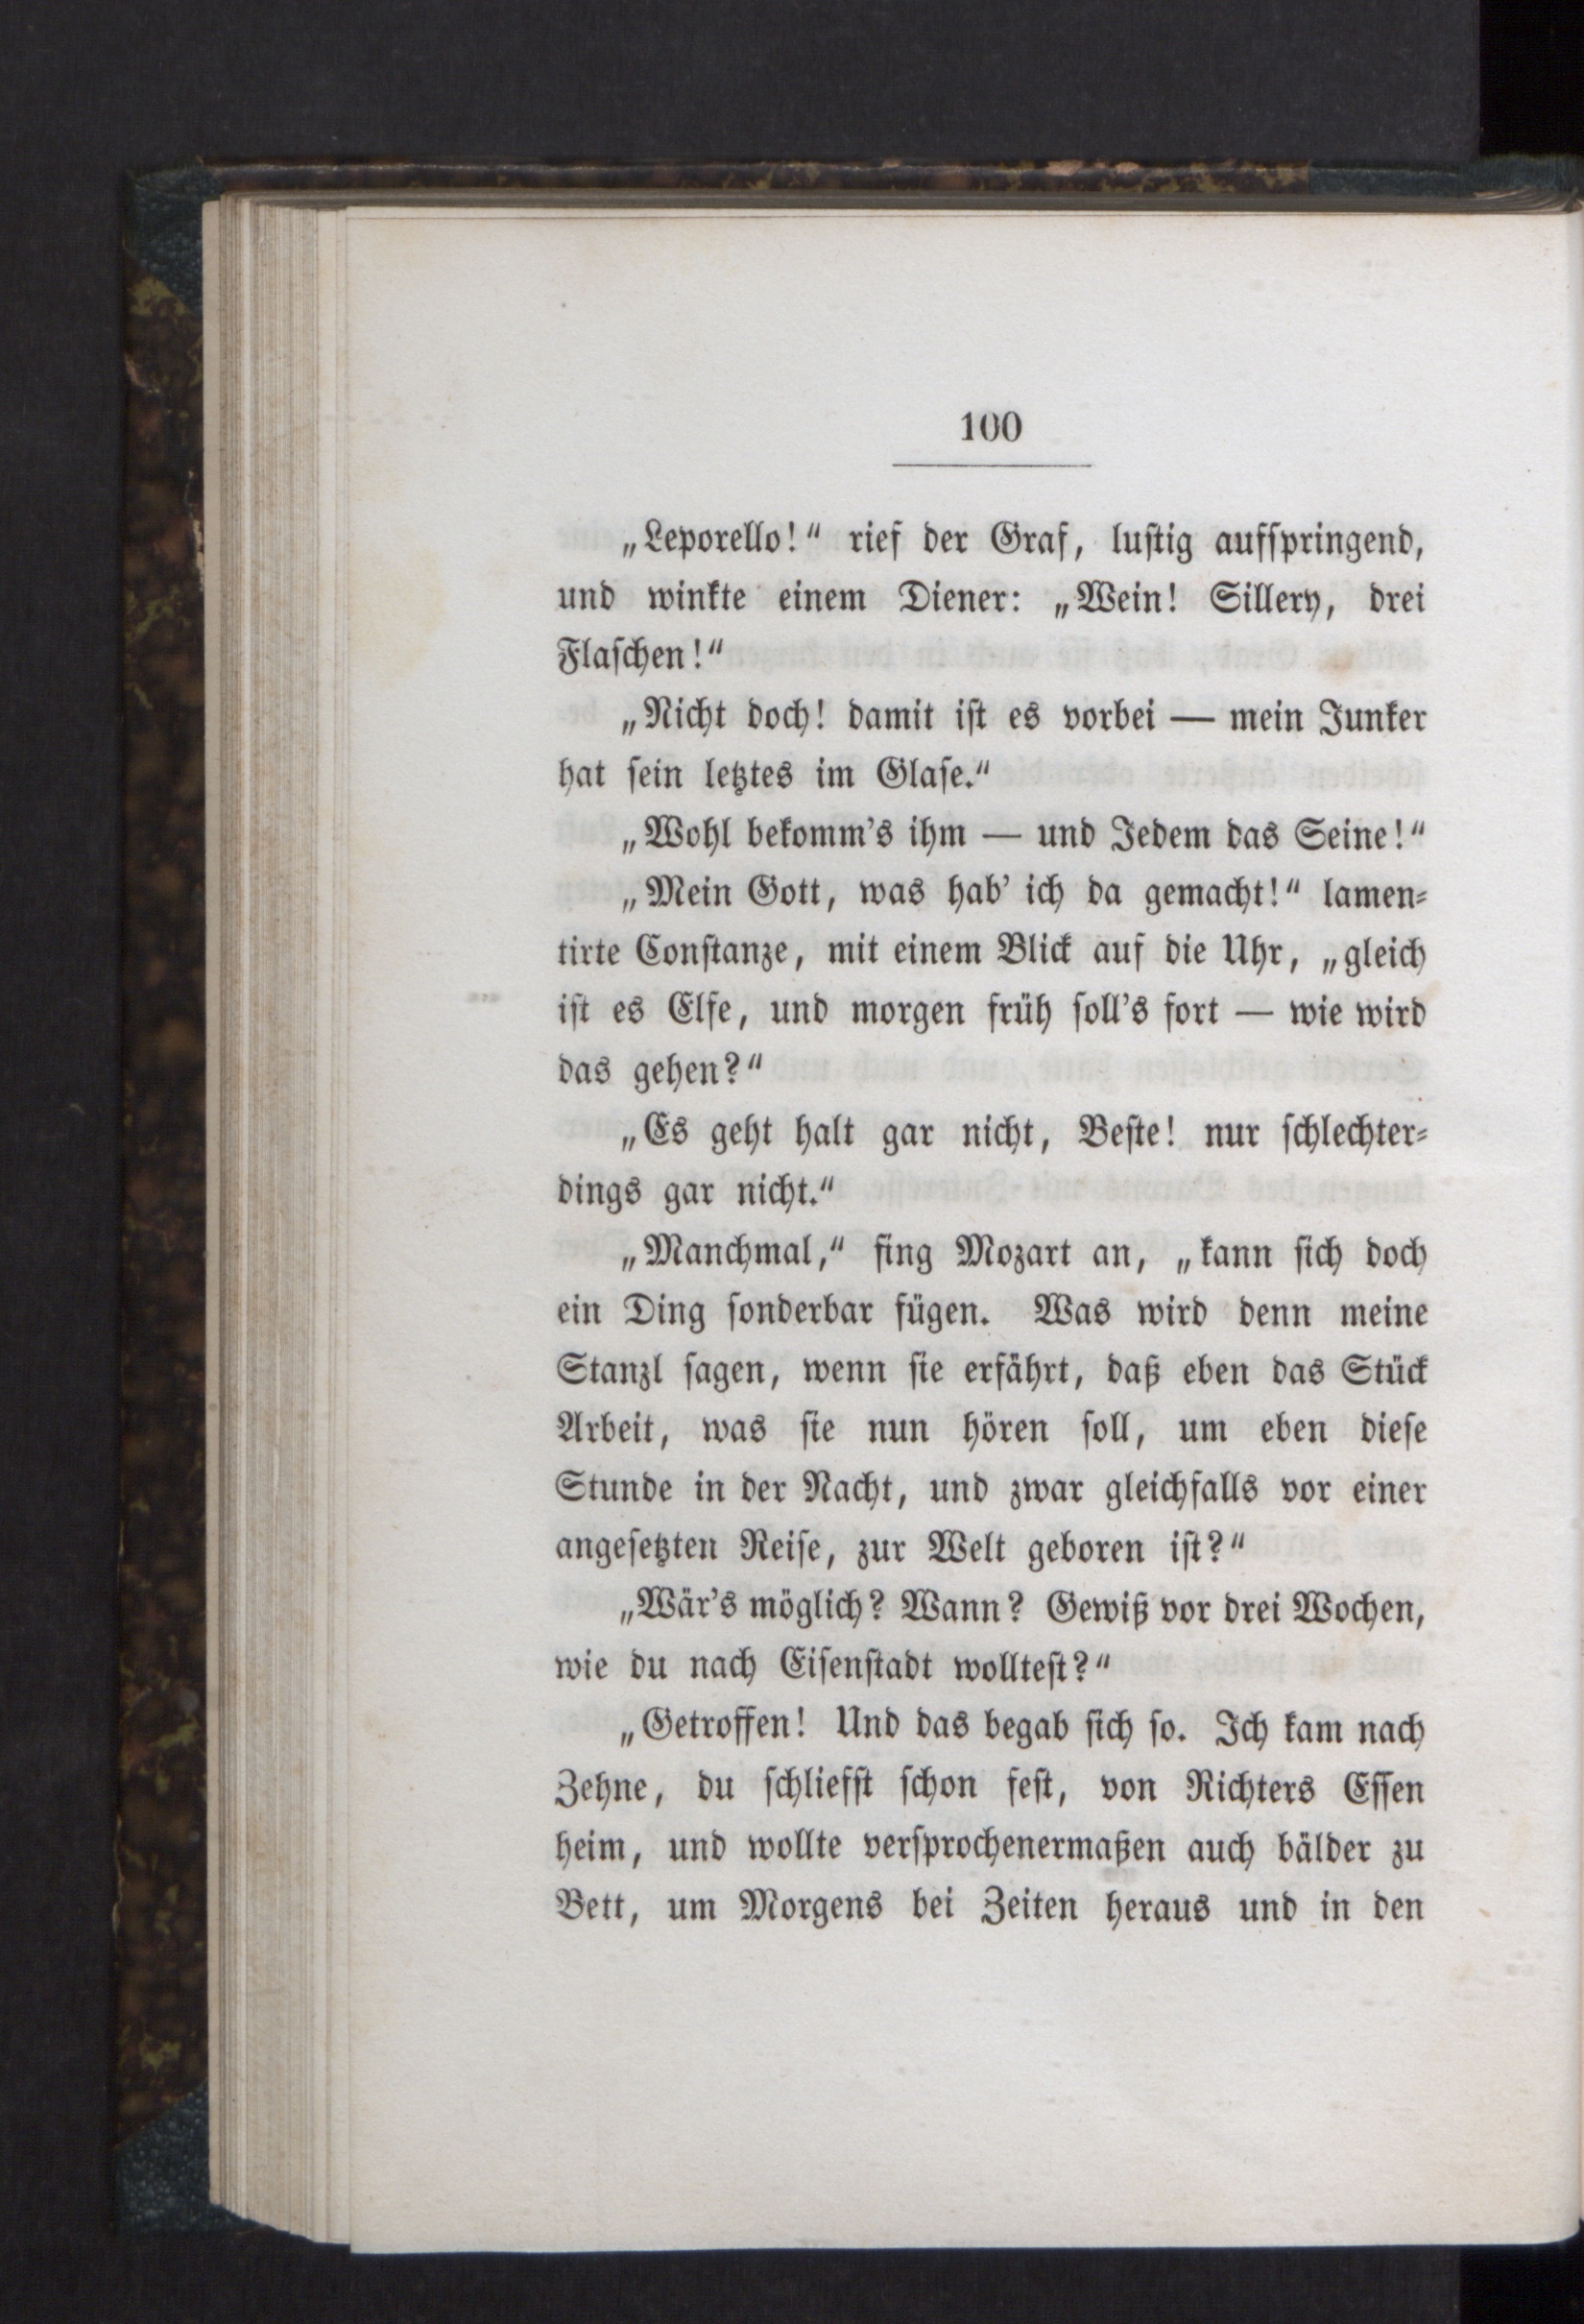 100
„Leporello!“ rief der Graf, luſtig aufſpringend,
und winkte einem Diener: „Wein! Sillery, drei
Flaſchen!“
„Nicht doch! damit iſt es vorbei — mein Junker
hat ſein letztes im Glaſe.“
„Wohl bekomm's ihm — und Jedem das Seine!“
„Mein Gott, was hab' ich da gemacht!“ lamen⸗
tirte Conſtanze, mit einem Blick auf die Uhr, „gleich
iſt es Elfe, und morgen früh ſoll's fort — wie wird
das gehen?“
„Es geht halt gar nicht, Beſte! nur ſchlechter⸗
dings gar nicht.“
„Manchmal,“ fing Mozart an, „kann ſich doch
ein Ding ſonderbar fügen. Was wird denn meine
Stanzl ſagen, wenn ſie erfährt, daß eben das Stück
Arbeit, was ſie nun hören ſoll, um eben dieſe
Stunde in der Nacht, und zwar gleichfalls vor einer
angeſetzten Reiſe, zur Welt geboren iſt?“
„Wär's möglich? Wann? Gewiß vor drei Wochen,
wie du nach Eiſenſtadt wollteſt?“
„Getroffen! Und das begab ſich ſo. Ich kam nach
Zehne, du ſchliefſt ſchon feſt, von Richters Eſſen
heim, und wollte verſprochenermaßen auch bälder zu
Bett, um Morgens bei Zeiten heraus und in den